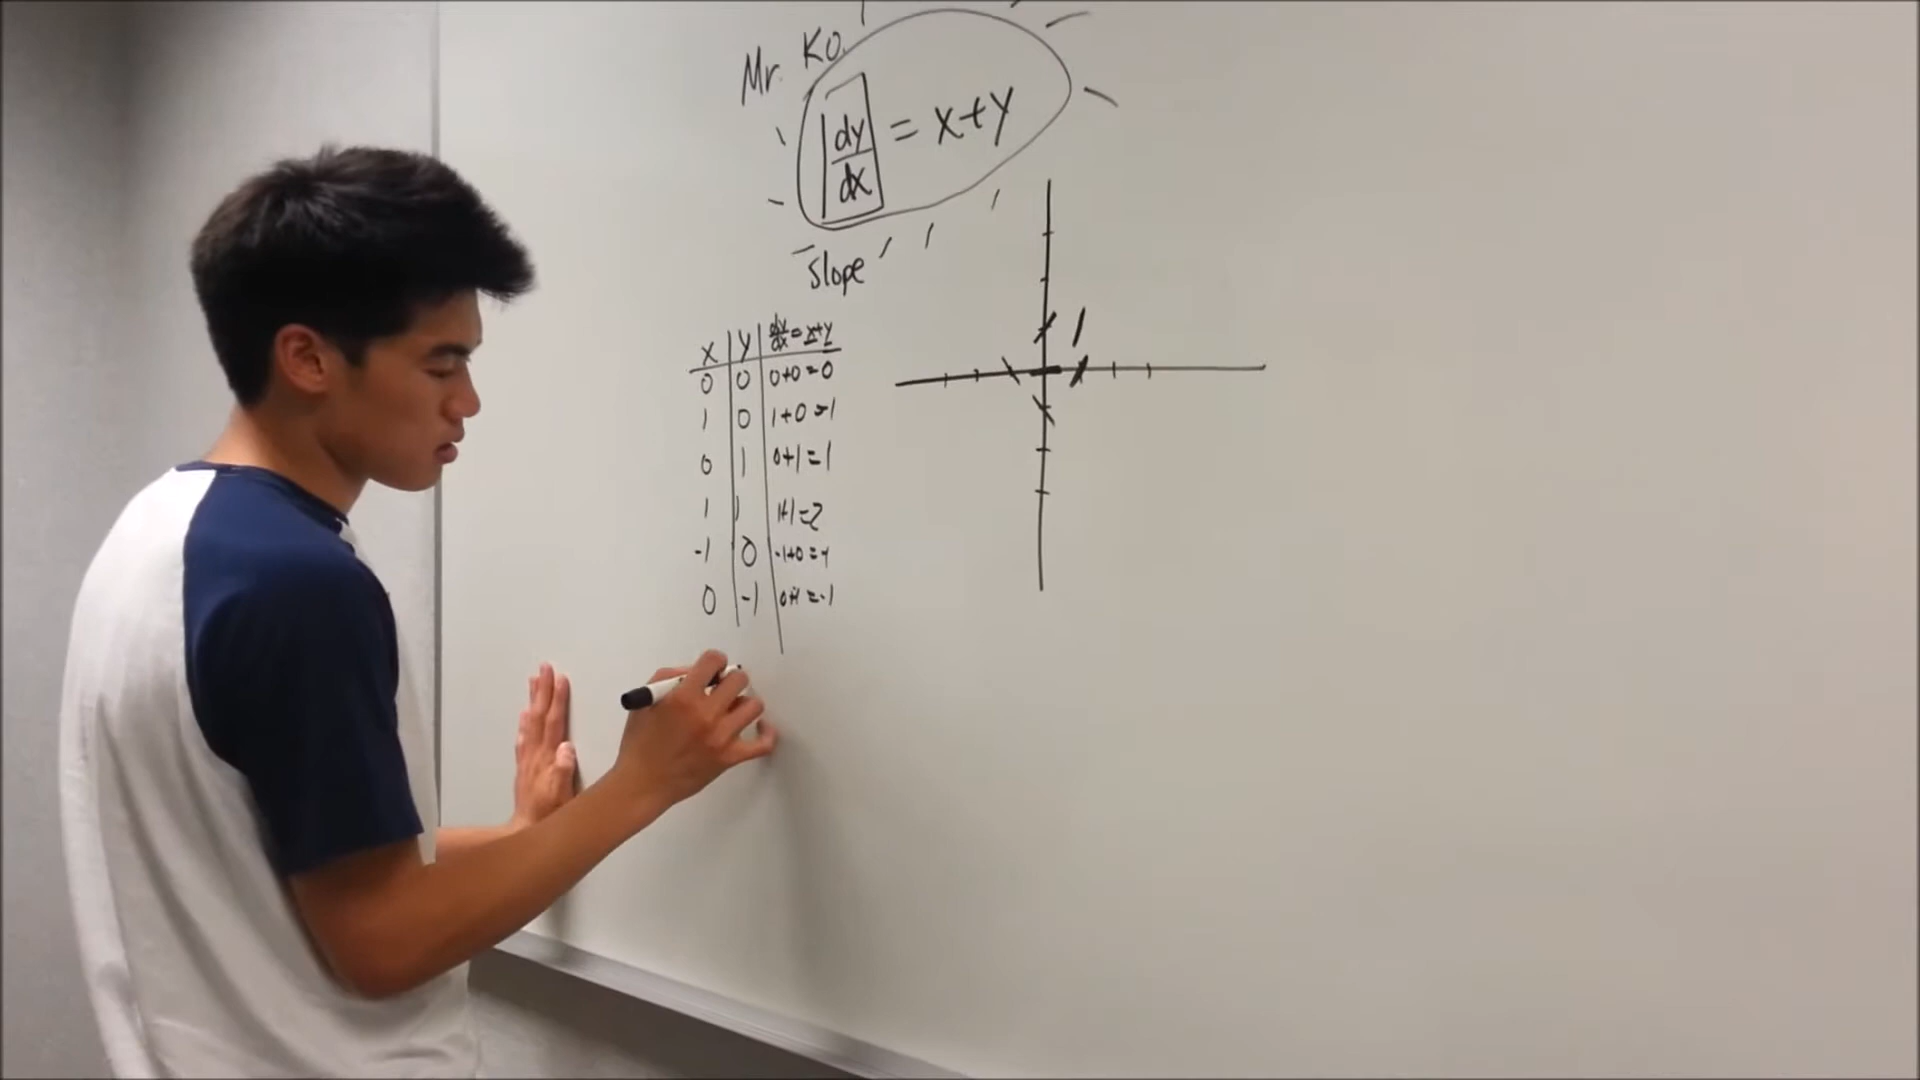 Mr. Ko
dy/dx = x+y
Slope
x y dy/dx = x+y
0 0 0+0=0
1 0 1+0=1
0 1 0+1=1
1 1 1+1=2
-1 0 -1+0=-1
0 -1 0+-1=-1